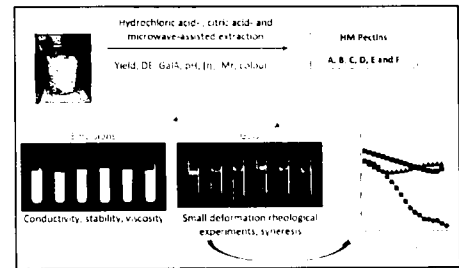 Hydrochloric acid-, citric acid- and
microwave-assisted extraction
HM Pectins
A, B, C, D, E and F
Yield, DE, GalA, pH, [η], Mr, colour
Emulsions
Conductivity, stability, viscosity
Small deformation rheological
experiments, syneresis